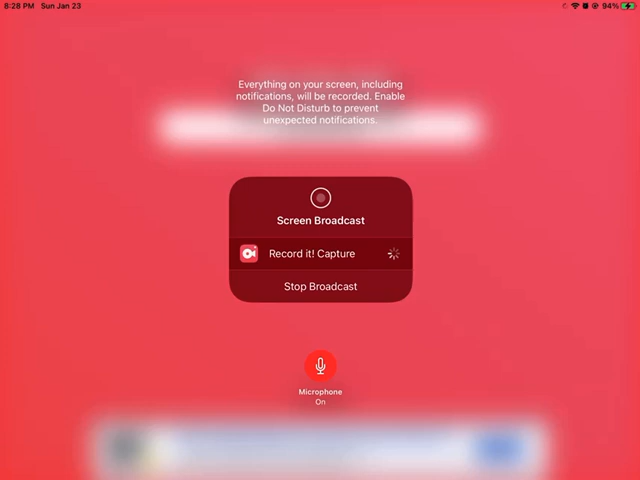 8:28 PM Sun Jan 23
94%
Everything on your screen, including
notifications, will be recorded. Enable
Do Not Disturb to prevent
unexpected notifications.
Screen Broadcast
Record it! Capture
Stop Broadcast
Microphone
On